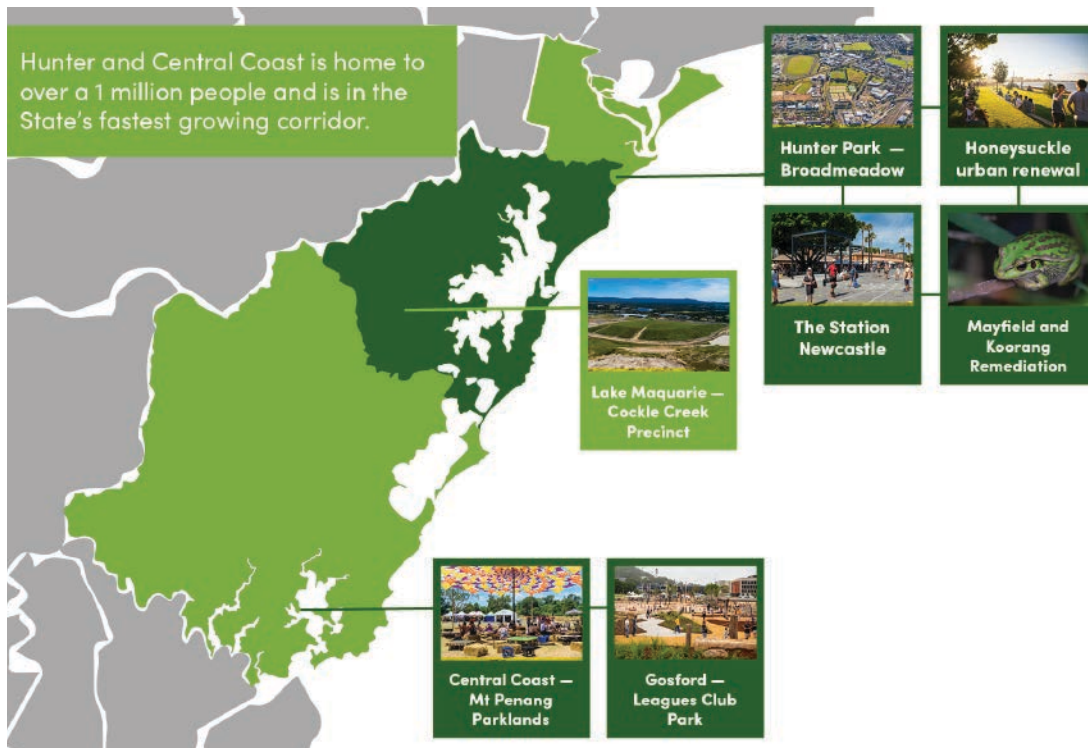 Hunter and Central Coast is home to
over a 1 million people and is in the
State's fastest growing corridor.
Hunter Park —
Broadmeadow
Honeysuckle
urban renewal
The Station
Newcastle
Mayfield and
Koorang
Remediation
Lake Maquarie —
Cockle Creek
Precinct
Central Coast —
Mt Penang
Parklands
Gosford —
Leagues Club
Park